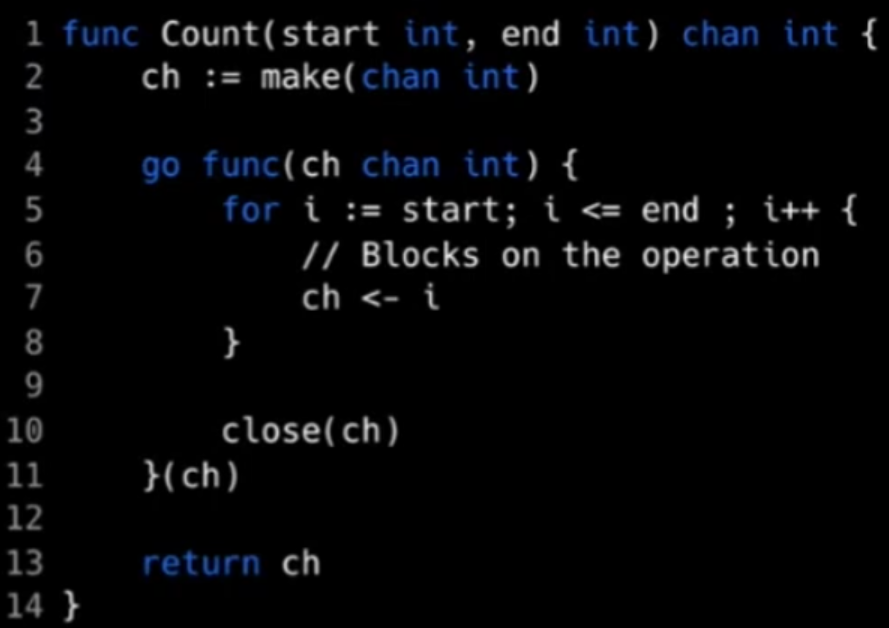 1 func Count(start int, end int) chan int {
2     ch := make(chan int)
3
4     go func(ch chan int) {
5         for i := start; i <= end ; i++ {
6             // Blocks on the operation
7             ch <- i
8         }
9
10         close(ch)
11     }(ch)
12
13     return ch
14 }